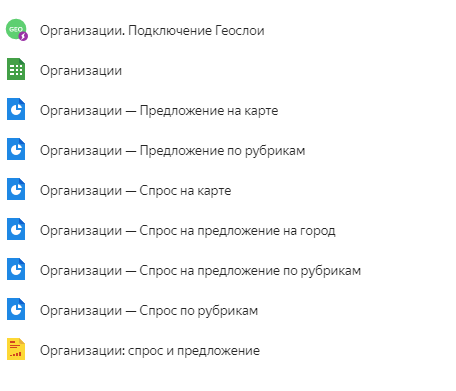 GEO
Организации. Подключение Геослои
Организации
Организации — Предложение на карте
Организации — Предложение по рубрикам
Организации — Спрос на карте
Организации — Спрос на предложение на город
Организации — Спрос на предложение по рубрикам
Организации — Спрос по рубрикам
Организации: спрос и предложение